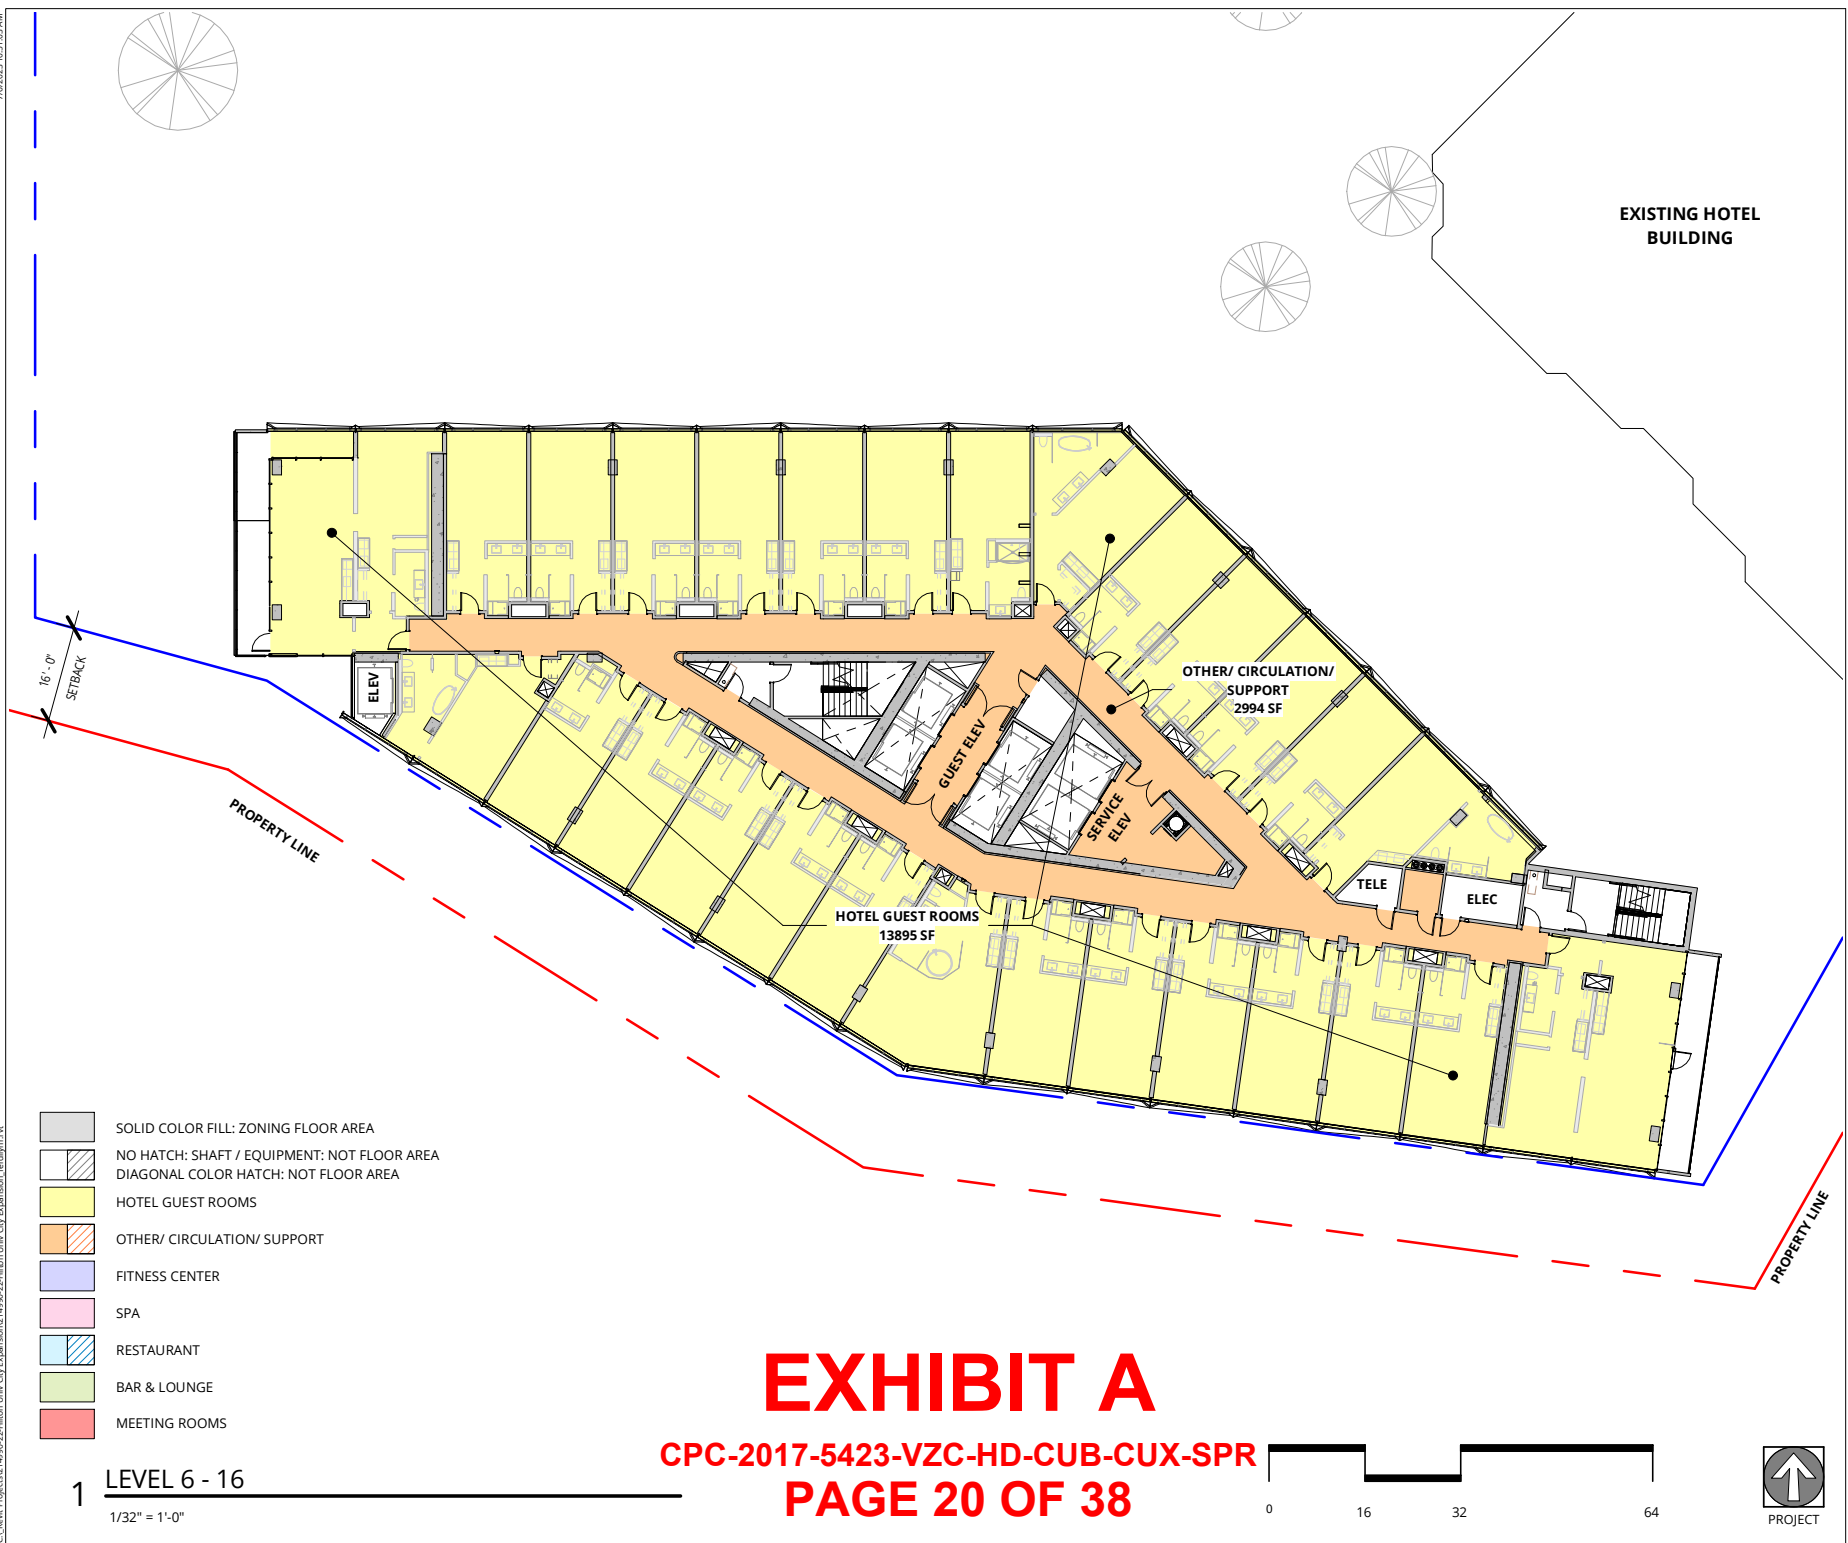 EXISTING HOTEL
BUILDING
16' - 0"
SETBACK
ELEV
OTHER/ CIRCULATION/
SUPPORT
2994 SF
GUEST ELEV
SERVICE
ELEV
PROPERTY LINE
TELE
ELEC
HOTEL GUEST ROOMS
13895 SF
PROPERTY LINE
SOLID COLOR FILL: ZONING FLOOR AREA
NO HATCH: SHAFT / EQUIPMENT: NOT FLOOR AREA
DIAGONAL COLOR HATCH: NOT FLOOR AREA
HOTEL GUEST ROOMS
OTHER/ CIRCULATION/ SUPPORT
FITNESS CENTER
SPA
RESTAURANT
BAR & LOUNGE
MEETING ROOMS
EXHIBIT A
CPC-2017-5423-VZC-HD-CUB-CUX-SPR
PAGE 20 OF 38
1 LEVEL 6 - 16
1/32" = 1'-0"
0 16 32 64
PROJECT